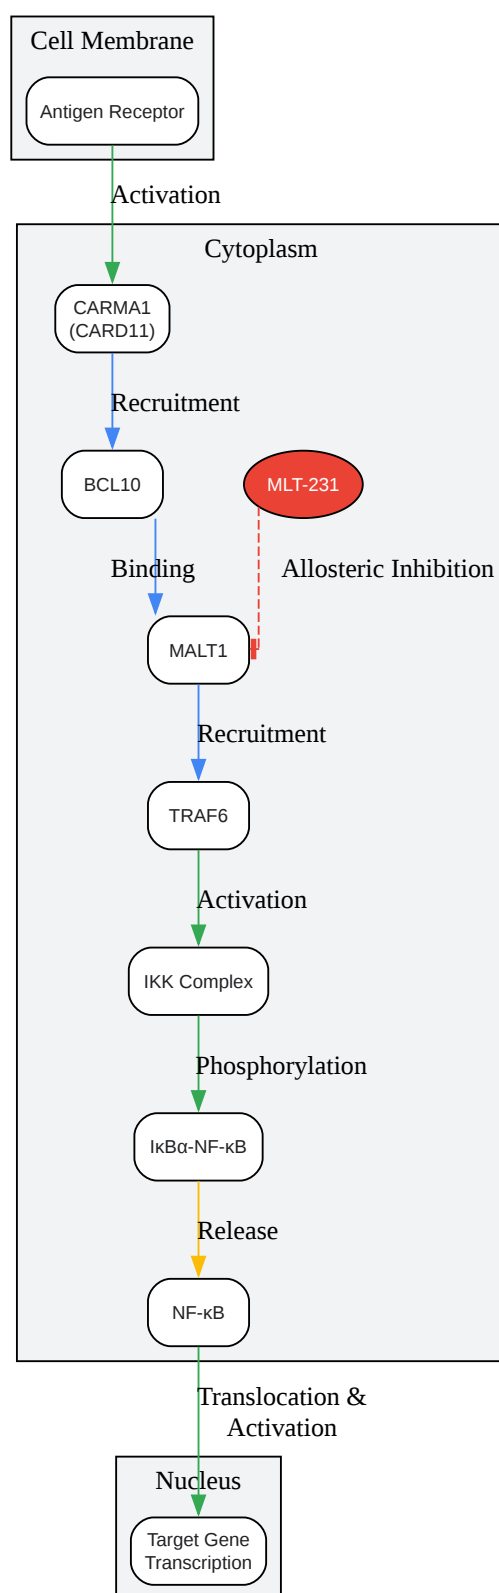 Cell Membrane
Antigen Receptor
Activation
Cytoplasm
CARMA1
(CARD11)
Recruitment
BCL10
MLT-231
Binding
Allosteric Inhibition
MALT1
Recruitment
TRAF6
Activation
IKK Complex
Phosphorylation
IκBα-NF-κB
Release
NF-κB
Translocation &
Activation
Nucleus
Target Gene
Transcription